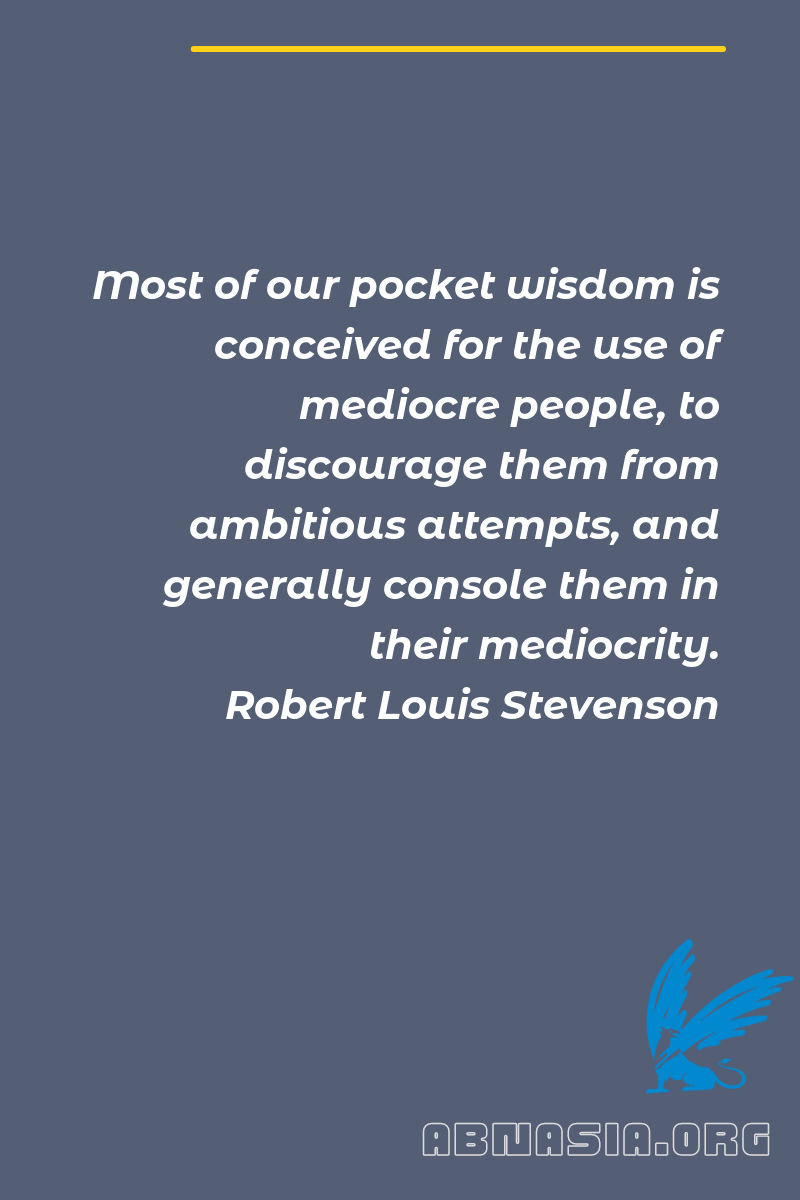 Most of our pocket wisdom is
conceived for the use of
mediocre people, to
discourage them from
ambitious attempts, and
generally console them in
their mediocrity.
Robert Louis Stevenson
ABNASIA.ORG